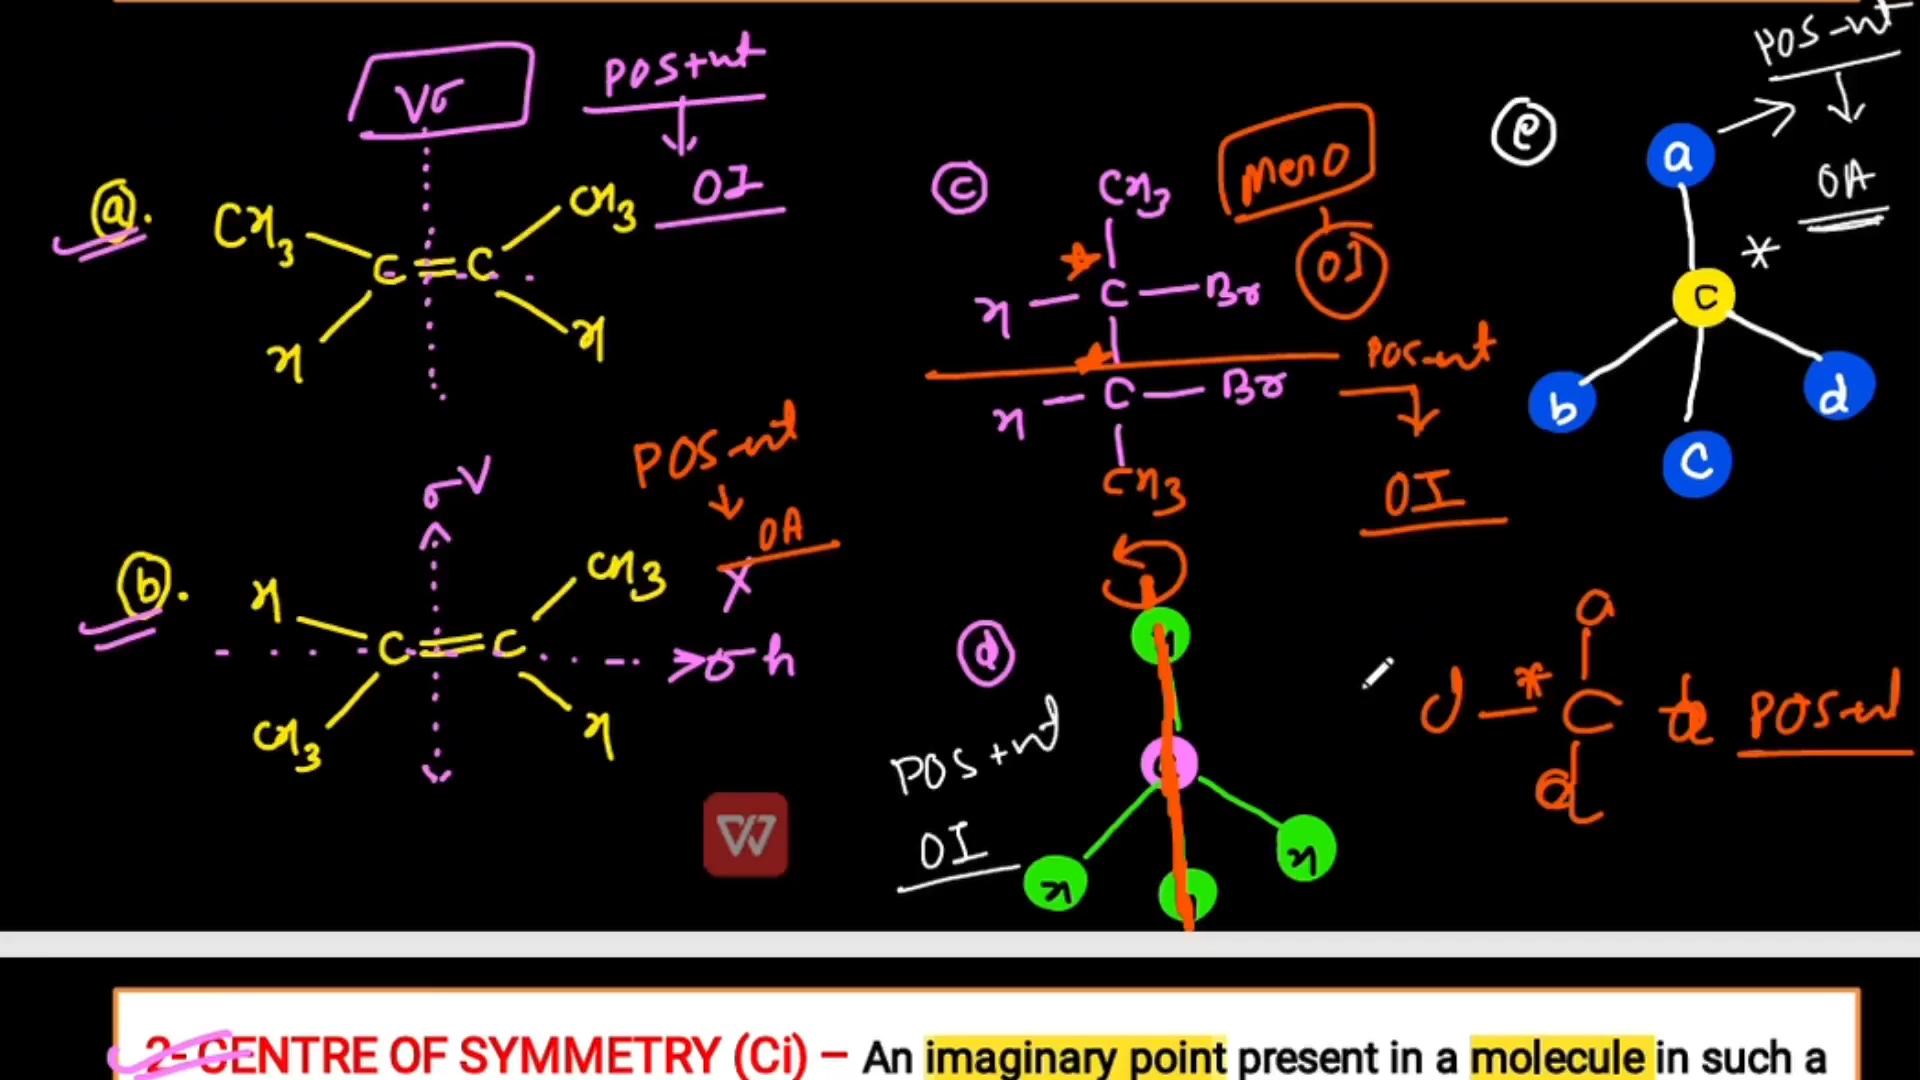 Vσ
POS+nt
↓
OI
(a).
CH3
CH3
C = C
H
H
σV
POS-nt
↓
OA
X
(b).
H
CH3
C = C
→σh
CH3
H
(c)
CH3
MesO
OI
H — C — Br
H — C — Br
CH3
POS-nt
↓
OI
(d)
POS+nt
OI
H
C
H
H
H
(e)
POS-nt
↓
OA
a
*
C
b
C
d
a
d — * C b POS-nt
d
W
2- CENTRE OF SYMMETRY (Ci) – An imaginary point present in a molecule in such a